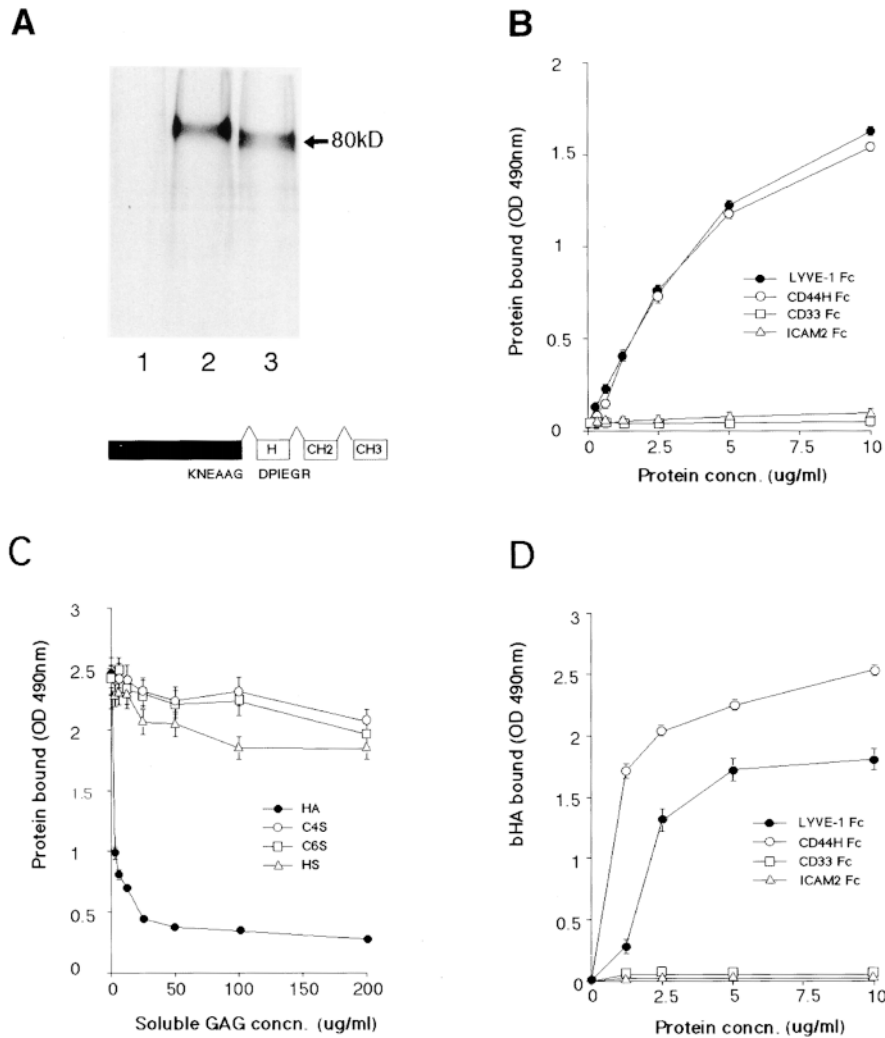 A
80kD
1 2 3
H CH2 CH3
KNEAAG DPIEGR
B
Protein bound (OD 490nm)
2
1.5
1
0.5
0
LYVE-1 Fc
CD44H Fc
CD33 Fc
ICAM2 Fc
0 2.5 5 7.5 10
Protein concn. (ug/ml)
C
Protein bound (OD 490nm)
3
2.5
2
1.5
1
0.5
0
HA
C4S
C6S
HS
0 50 100 150 200
Soluble GAG concn. (ug/ml)
D
bHA bound (OD 490nm)
3
2.5
2
1.5
1
0.5
0
LYVE-1 Fc
CD44H Fc
CD33 Fc
ICAM2 Fc
0 2.5 5 7.5 10
Protein concn. (ug/ml)